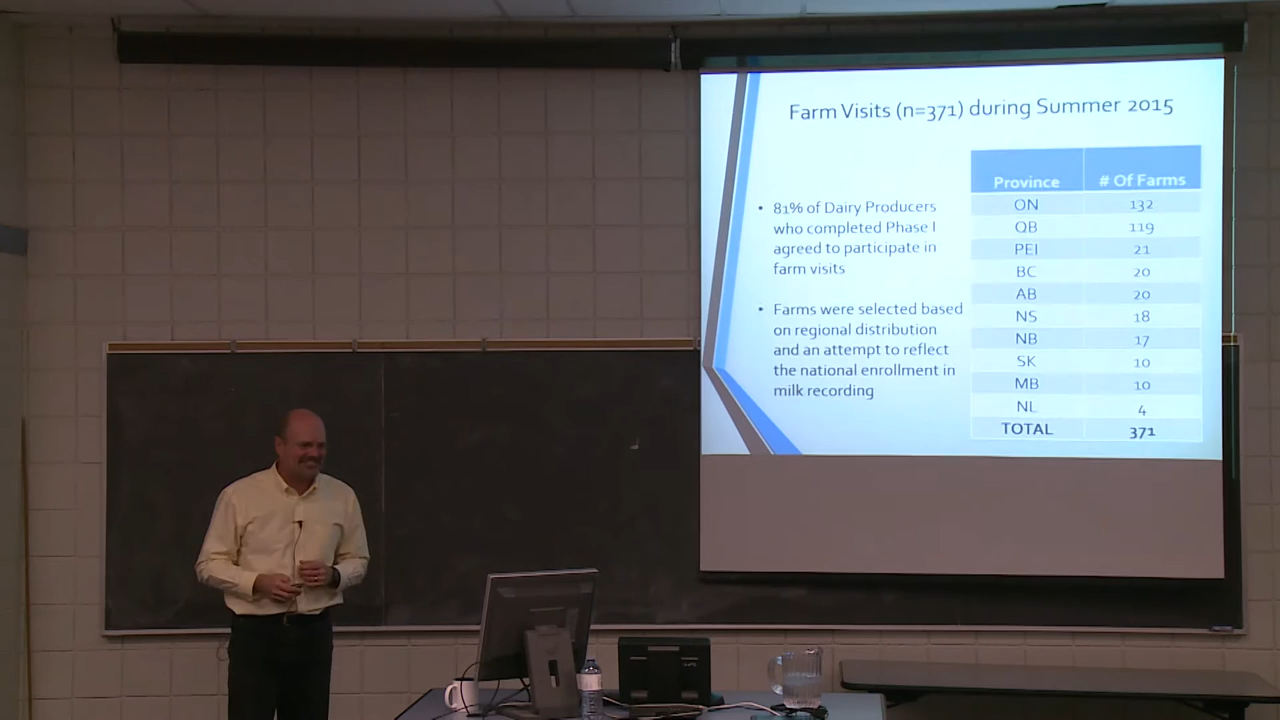 Farm Visits (n=371) during Summer 2015
• 81% of Dairy Producers
who completed Phase I
agreed to participate in
farm visits
• Farms were selected based
on regional distribution
and an attempt to reflect
the national enrollment in
milk recording
Province # Of Farms
ON 132
QB 119
PEI 21
BC 20
AB 20
NS 18
NB 17
SK 10
MB 10
NL 4
TOTAL 371